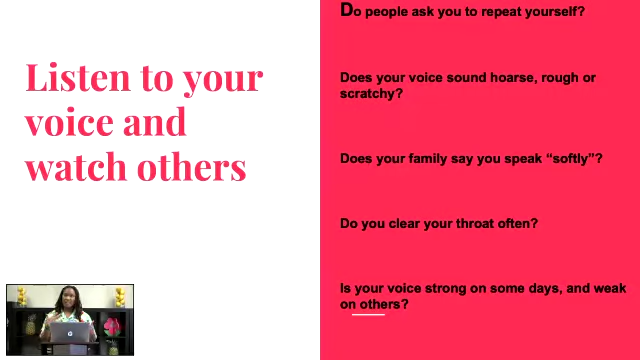 Listen to your
voice and
watch others
Do people ask you to repeat yourself?
Does your voice sound hoarse, rough or
scratchy?
Does your family say you speak “softly”?
Do you clear your throat often?
Is your voice strong on some days, and weak
on others?